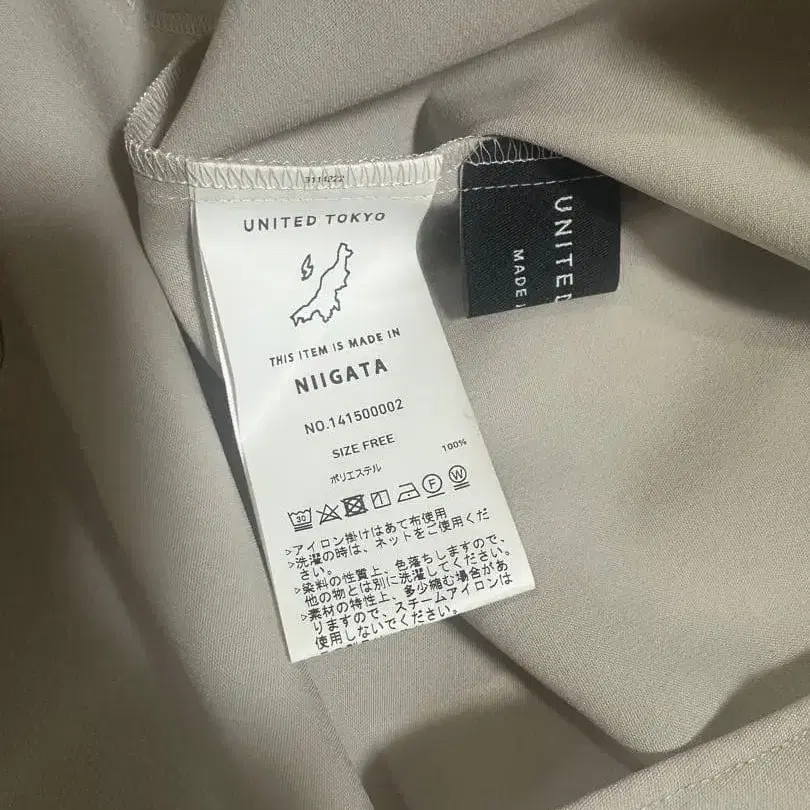 3113222
UNITED TOKYO
THIS ITEM IS MADE IN
NIIGATA
NO.141500002
SIZE FREE
100%
ポリエステル
30
F W
>アイロン掛けはあて布使用
>洗濯の時は、ネットをご使用くだ
さい。
>染料の性質上、色落ちしますので、
他の物とは別に洗濯してください。
>素材の特性上、多少縮む場合があ
りますので、スチームアイロンは
使用しないでください。
UNITED
MADE